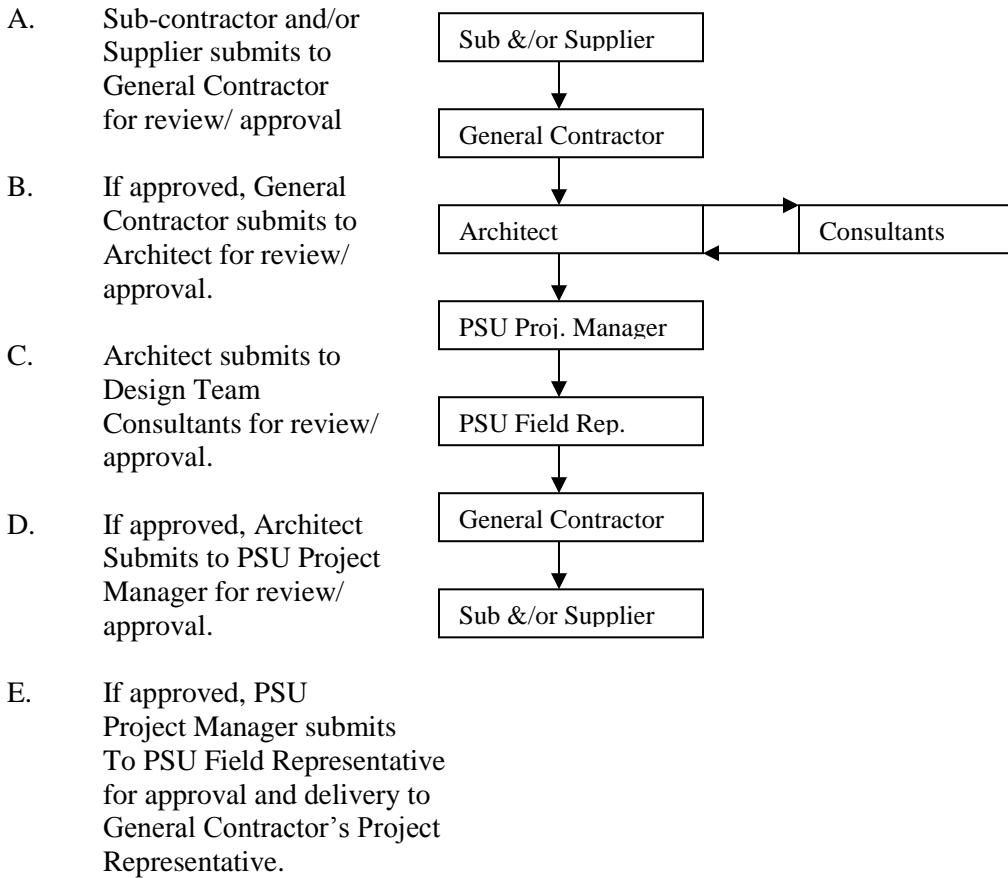 A. Sub-contractor and/or
Supplier submits to
General Contractor
for review/ approval
B. If approved, General
Contractor submits to
Architect for review/
approval.
C. Architect submits to
Design Team
Consultants for review/
approval.
D. If approved, Architect
Submits to PSU Project
Manager for review/
approval.
E. If approved, PSU
Project Manager submits
To PSU Field Representative
for approval and delivery to
General Contractor's Project
Representative.
Sub &/or Supplier
General Contractor
Architect
Consultants
PSU Proj. Manager
PSU Field Rep.
General Contractor
Sub &/or Supplier